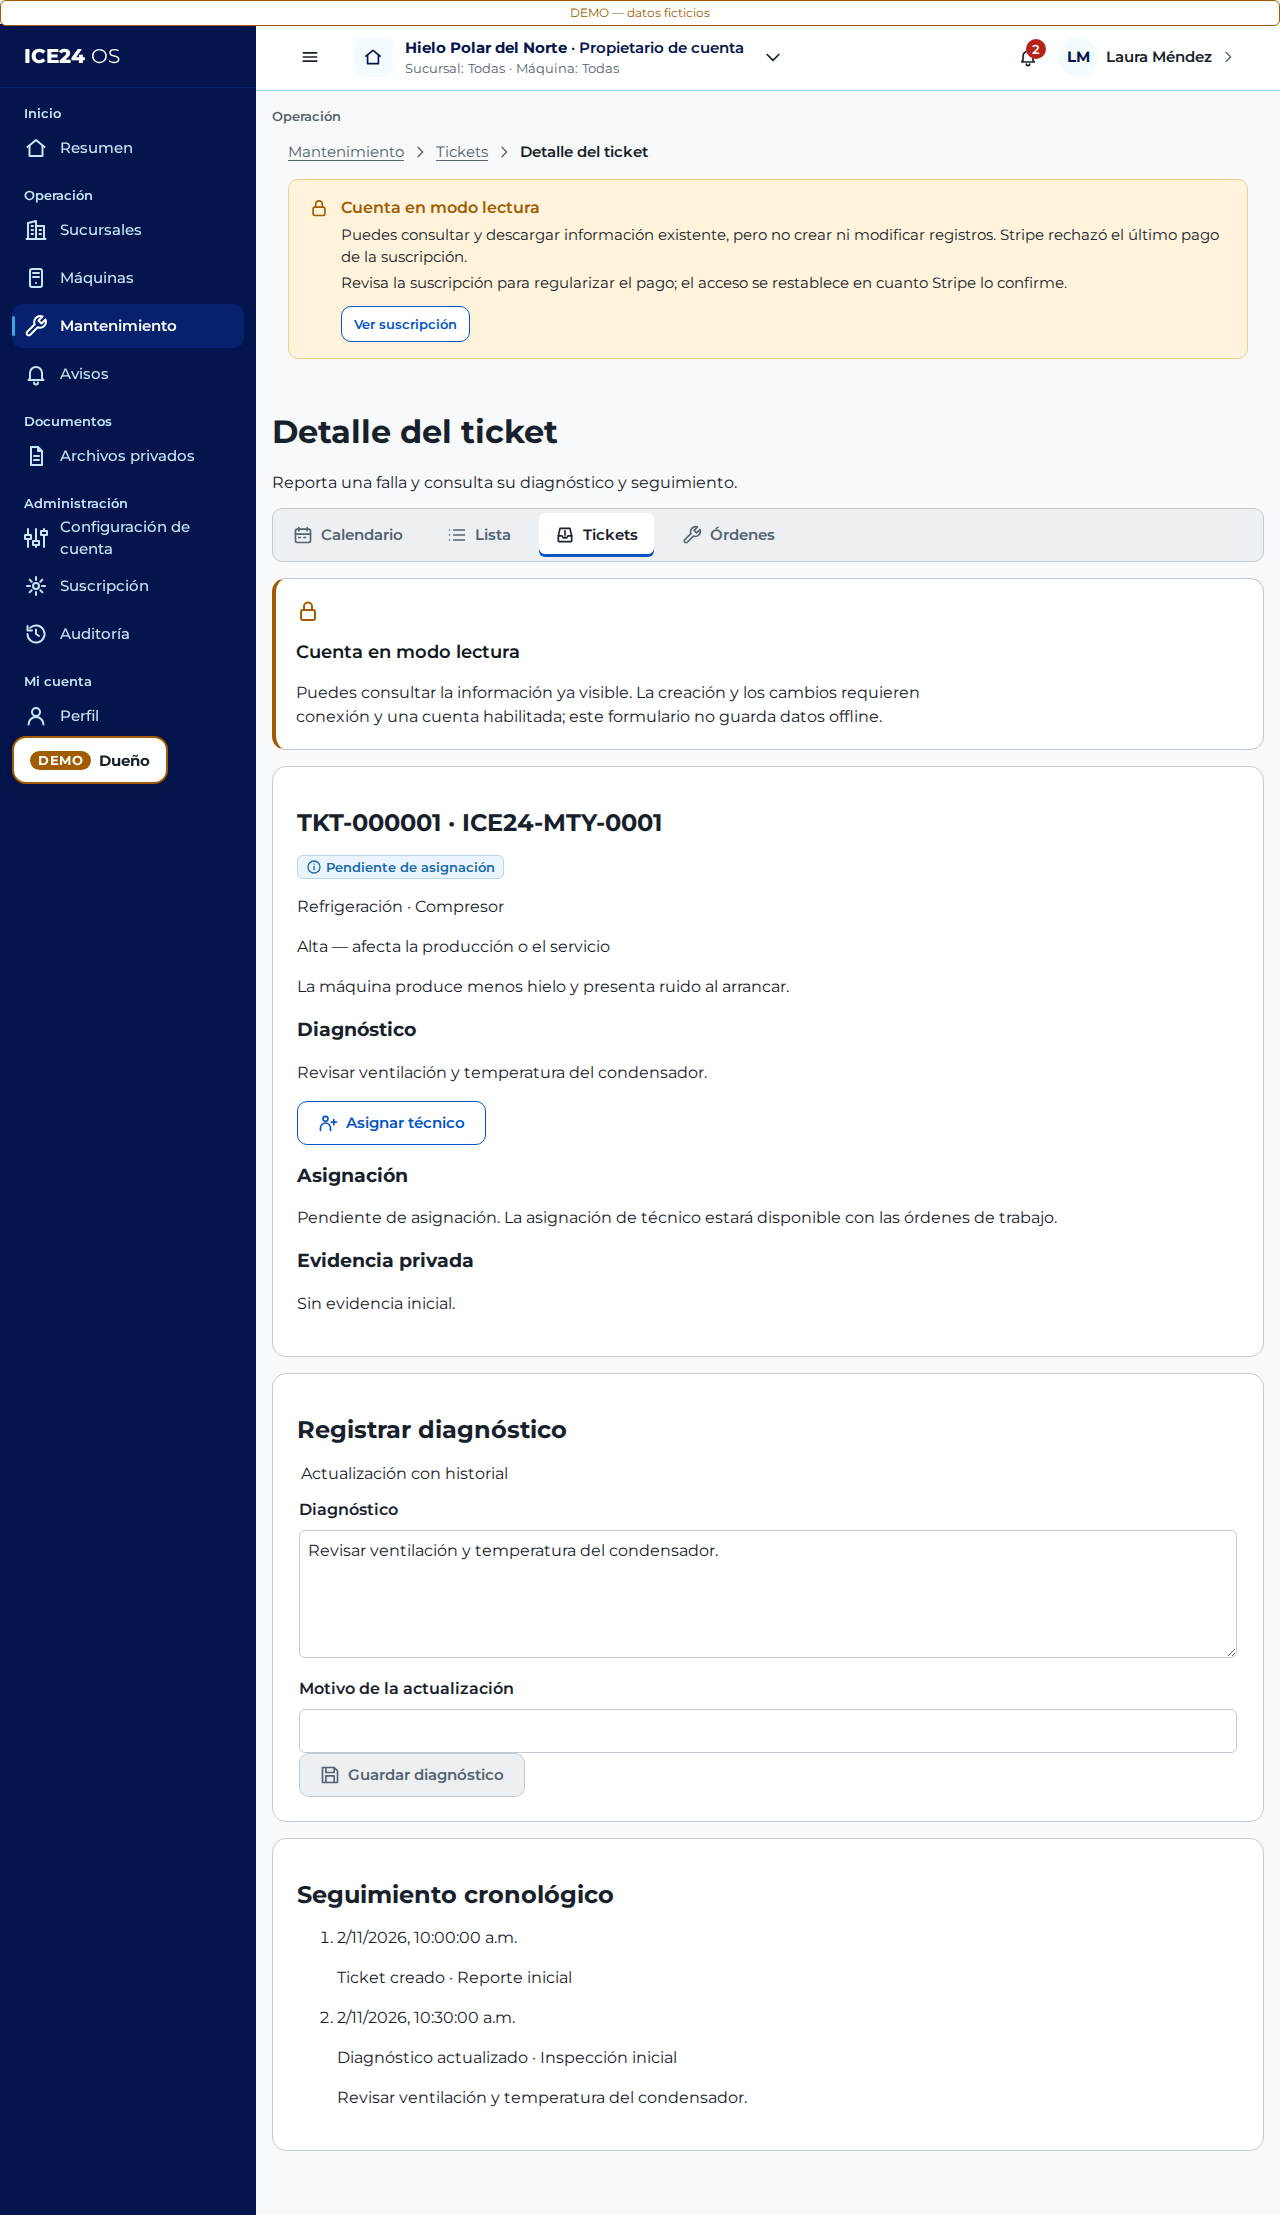 DEMO — datos ficticios
ICE24 OS
Hielo Polar del Norte · Propietario de cuenta
Sucursal: Todas · Máquina: Todas
2
LM
Laura Méndez
Inicio
Resumen
Operación
Sucursales
Máquinas
Mantenimiento
Avisos
Documentos
Archivos privados
Administración
Configuración de
cuenta
Suscripción
Auditoría
Mi cuenta
Perfil
DEMO Dueño
Operación
Mantenimiento > Tickets > Detalle del ticket
Cuenta en modo lectura
Puedes consultar y descargar información existente, pero no crear ni modificar registros. Stripe rechazó el último pago
de la suscripción.
Revisa la suscripción para regularizar el pago; el acceso se restablece en cuanto Stripe lo confirme.
Ver suscripción
Detalle del ticket
Reporta una falla y consulta su diagnóstico y seguimiento.
Calendario
Lista
Tickets
Órdenes
Cuenta en modo lectura
Puedes consultar la información ya visible. La creación y los cambios requieren
conexión y una cuenta habilitada; este formulario no guarda datos offline.
TKT-000001 · ICE24-MTY-0001
Pendiente de asignación
Refrigeración · Compresor
Alta — afecta la producción o el servicio
La máquina produce menos hielo y presenta ruido al arrancar.
Diagnóstico
Revisar ventilación y temperatura del condensador.
Asignar técnico
Asignación
Pendiente de asignación. La asignación de técnico estará disponible con las órdenes de trabajo.
Evidencia privada
Sin evidencia inicial.
Registrar diagnóstico
Actualización con historial
Diagnóstico
Revisar ventilación y temperatura del condensador.
Motivo de la actualización
Guardar diagnóstico
Seguimiento cronológico
1. 2/11/2026, 10:00:00 a.m.
Ticket creado · Reporte inicial
2. 2/11/2026, 10:30:00 a.m.
Diagnóstico actualizado · Inspección inicial
Revisar ventilación y temperatura del condensador.